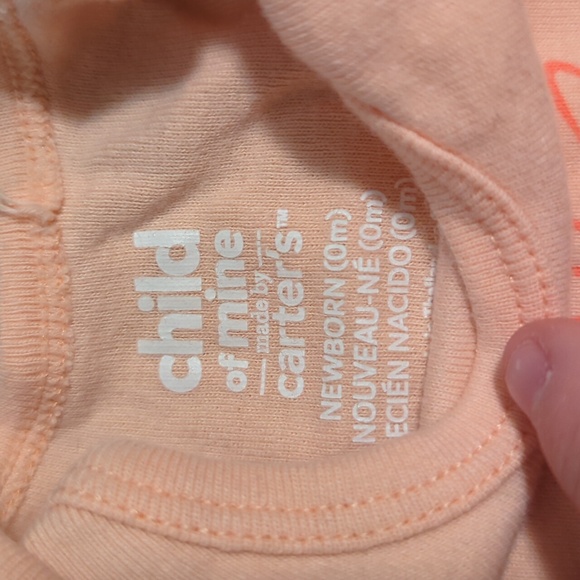 child
of mine
made by
carter's™
NEWBORN (0m)
NOUVEAU-NÉ (0m)
ECIÉN NACIDO (0m